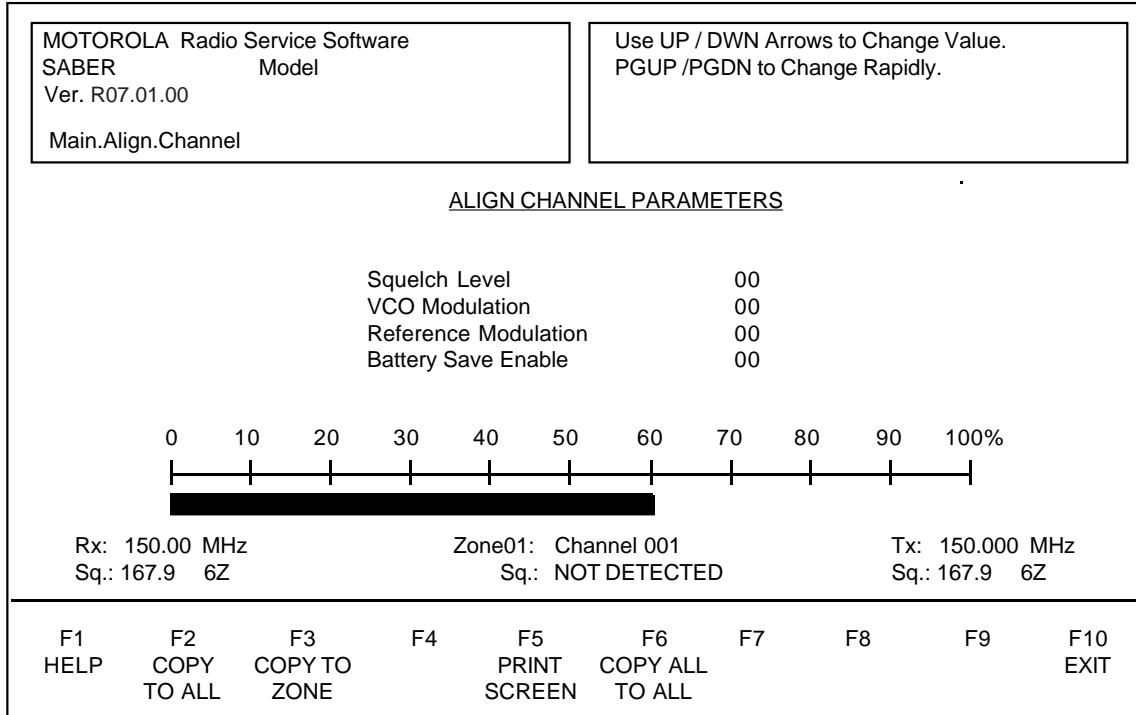 MOTOROLA Radio Service Software
SABER Model
Ver. R07.01.00
Main.Align.Channel
Use UP / DWN Arrows to Change Value.
PGUP /PGDN to Change Rapidly.
ALIGN CHANNEL PARAMETERS
Squelch Level 00
VCO Modulation 00
Reference Modulation 00
Battery Save Enable 00
0 10 20 30 40 50 60 70 80 90 100%
Rx: 150.00 MHz Zone01: Channel 001 Tx: 150.000 MHz
Sq.: 167.9 6Z Sq.: NOT DETECTED Sq.: 167.9 6Z
F1 F2 F3 F4 F5 F6 F7 F8 F9 F10
HELP COPY COPY TO PRINT COPY ALL EXIT
TO ALL ZONE SCREEN TO ALL